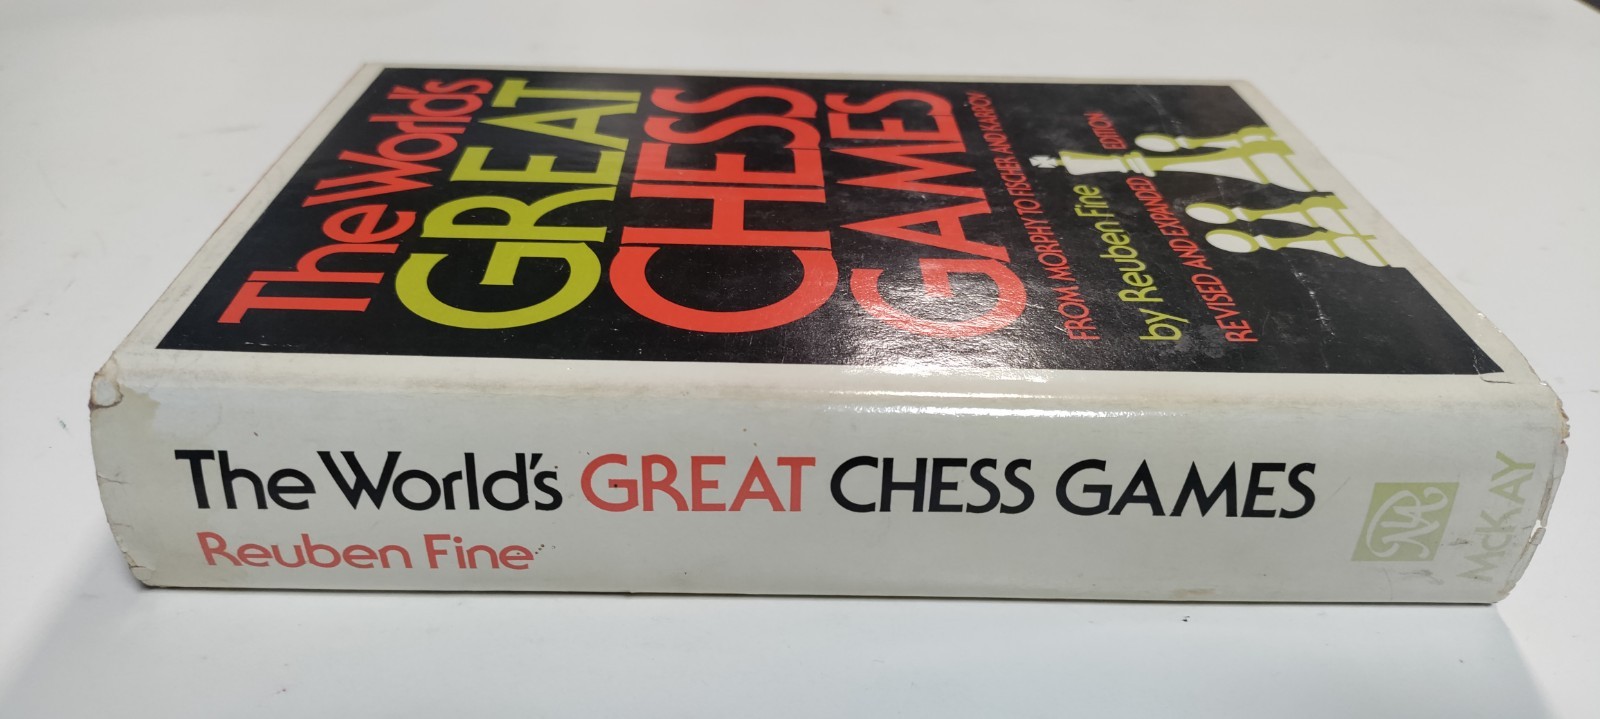 The World's
GREAT
CHESS
GAMES
FROM MORPHY TO FISCHER AND KARPOV
by Reuben Fine
REVISED AND EXPANDED EDITION
The World's GREAT CHESS GAMES
Reuben Fine
McKAY